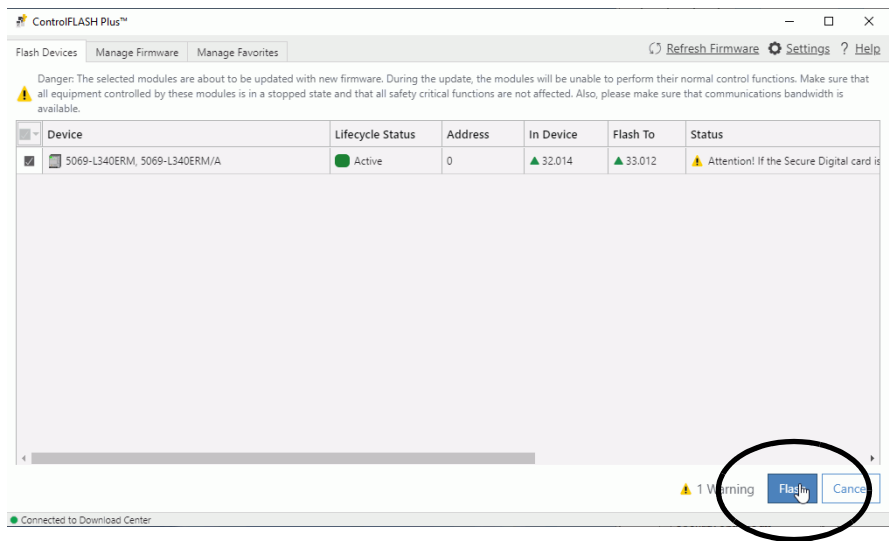 ControlFLASH Plus™
Flash Devices Manage Firmware Manage Favorites Refresh Firmware Settings ? Help
Danger: The selected modules are about to be updated with new firmware. During the update, the modules will be unable to perform their normal control functions. Make sure that
all equipment controlled by these modules is in a stopped state and that all safety critical functions are not affected. Also, please make sure that communications bandwidth is
available.
Device Lifecycle Status Address In Device Flash To Status
5069-L340ERM, 5069-L340ERM/A Active 0 32.014 33.012 Attention! If the Secure Digital card is
1 Warning Flash Cancel
Connected to Download Center